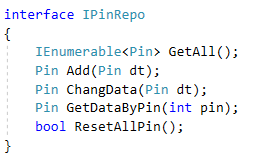 interface IPinRepo
{
IEnumerable<Pin> GetAll();
Pin Add(Pin dt);
Pin ChangData(Pin dt);
Pin GetDataByPin(int pin);
bool ResetAllPin();
}